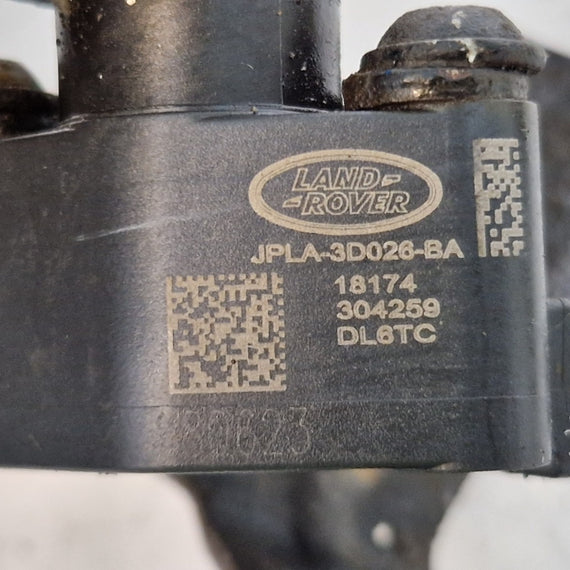 LAND-
-ROVER
JPLA-3D026-BA
18174
304259
DL6TC